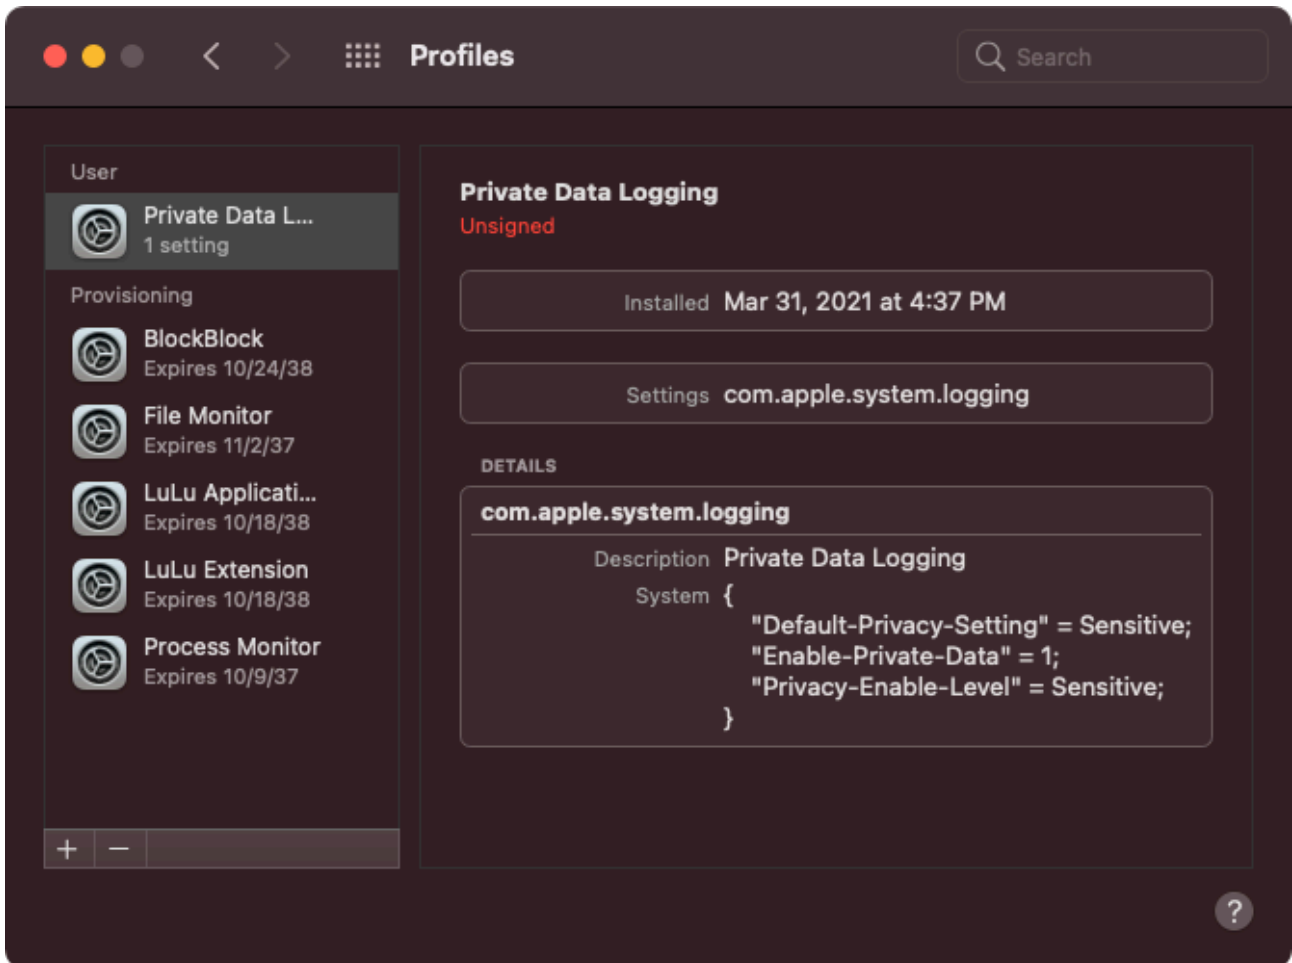 Profiles
Search
User
Private Data L...
1 setting
Provisioning
BlockBlock
Expires 10/24/38
File Monitor
Expires 11/2/37
LuLu Applicati...
Expires 10/18/38
LuLu Extension
Expires 10/18/38
Process Monitor
Expires 10/9/37
+ −
Private Data Logging
Unsigned
Installed Mar 31, 2021 at 4:37 PM
Settings com.apple.system.logging
DETAILS
com.apple.system.logging
Description Private Data Logging
System {
"Default-Privacy-Setting" = Sensitive;
"Enable-Private-Data" = 1;
"Privacy-Enable-Level" = Sensitive;
}
?